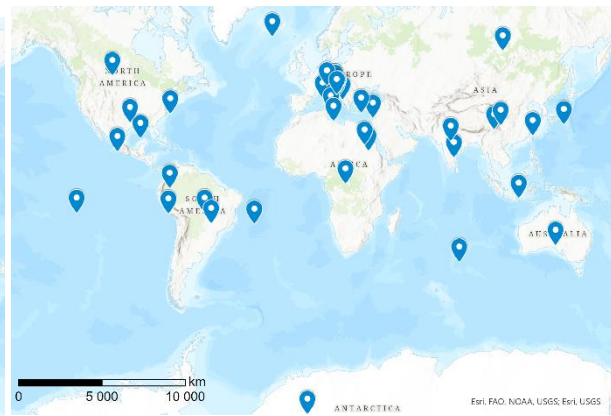 NORTH
AMERICA
EUROPE
ASIA
AFRICA
SOUTH
AMERICA
AUSTRALIA
km
0 5 000 10 000
ANTARCTICA
Esri, FAO, NOAA, USGS; Esri, USGS